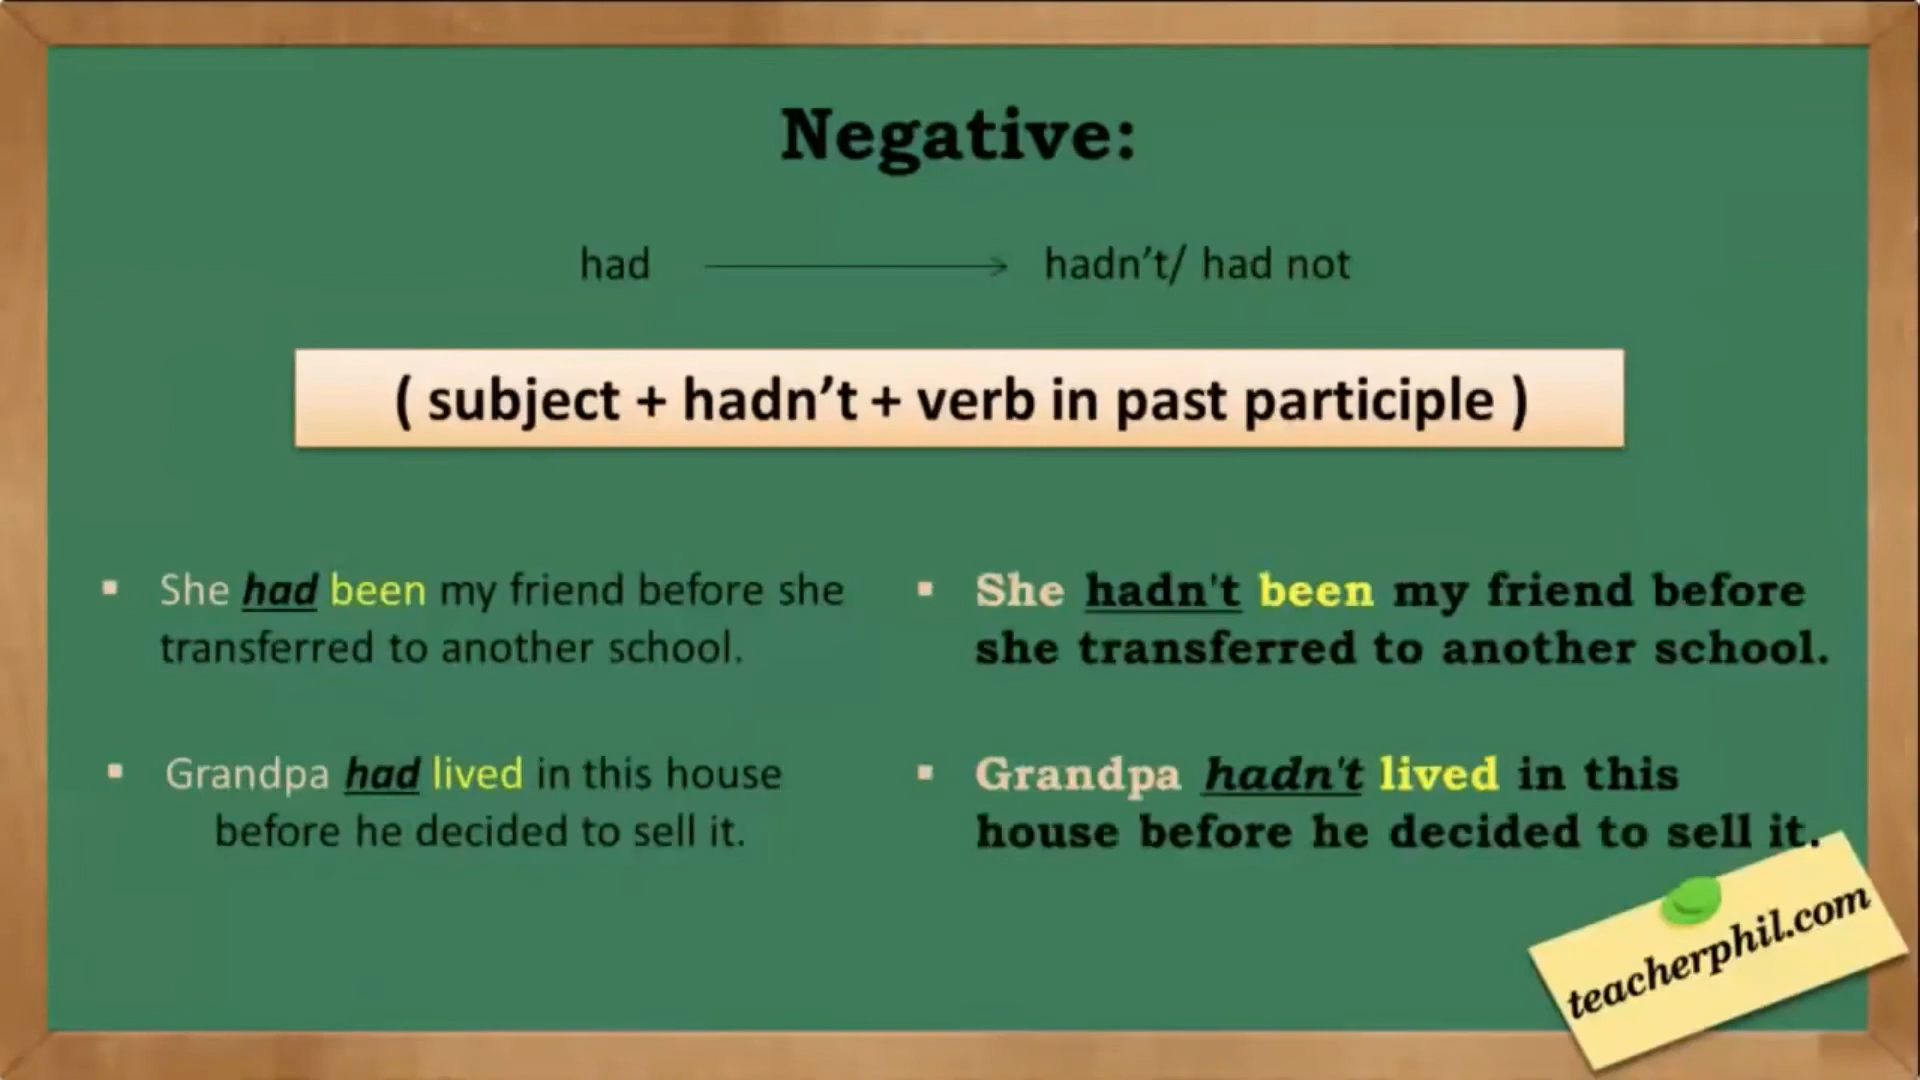 Negative:
had
hadn’t/ had not
( subject + hadn’t + verb in past participle )
She had been my friend before she
transferred to another school.
Grandpa had lived in this house
before he decided to sell it.
She hadn't been my friend before
she transferred to another school.
Grandpa hadn't lived in this
house before he decided to sell it.
teacherphil.com